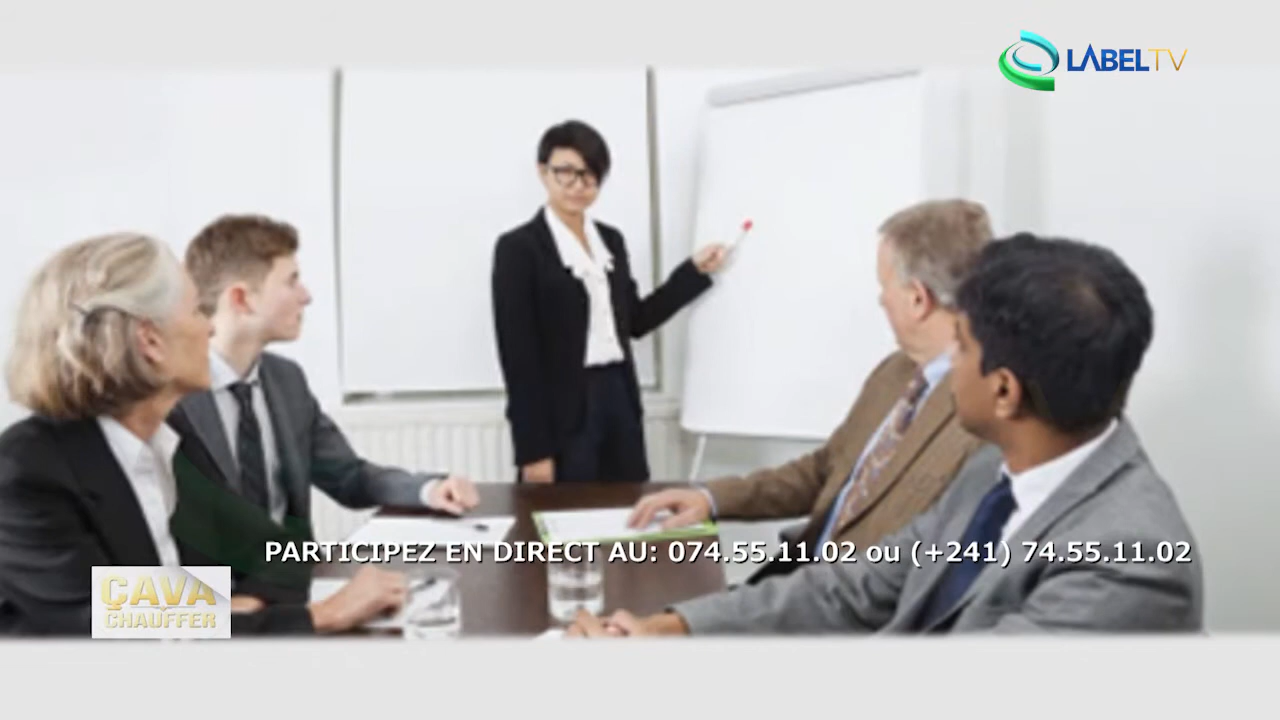 LABELTV
PARTICIPEZ EN DIRECT AU: 074.55.11.02 ou (+241) 74.55.11.02
ÇAVA
CHAUFFER